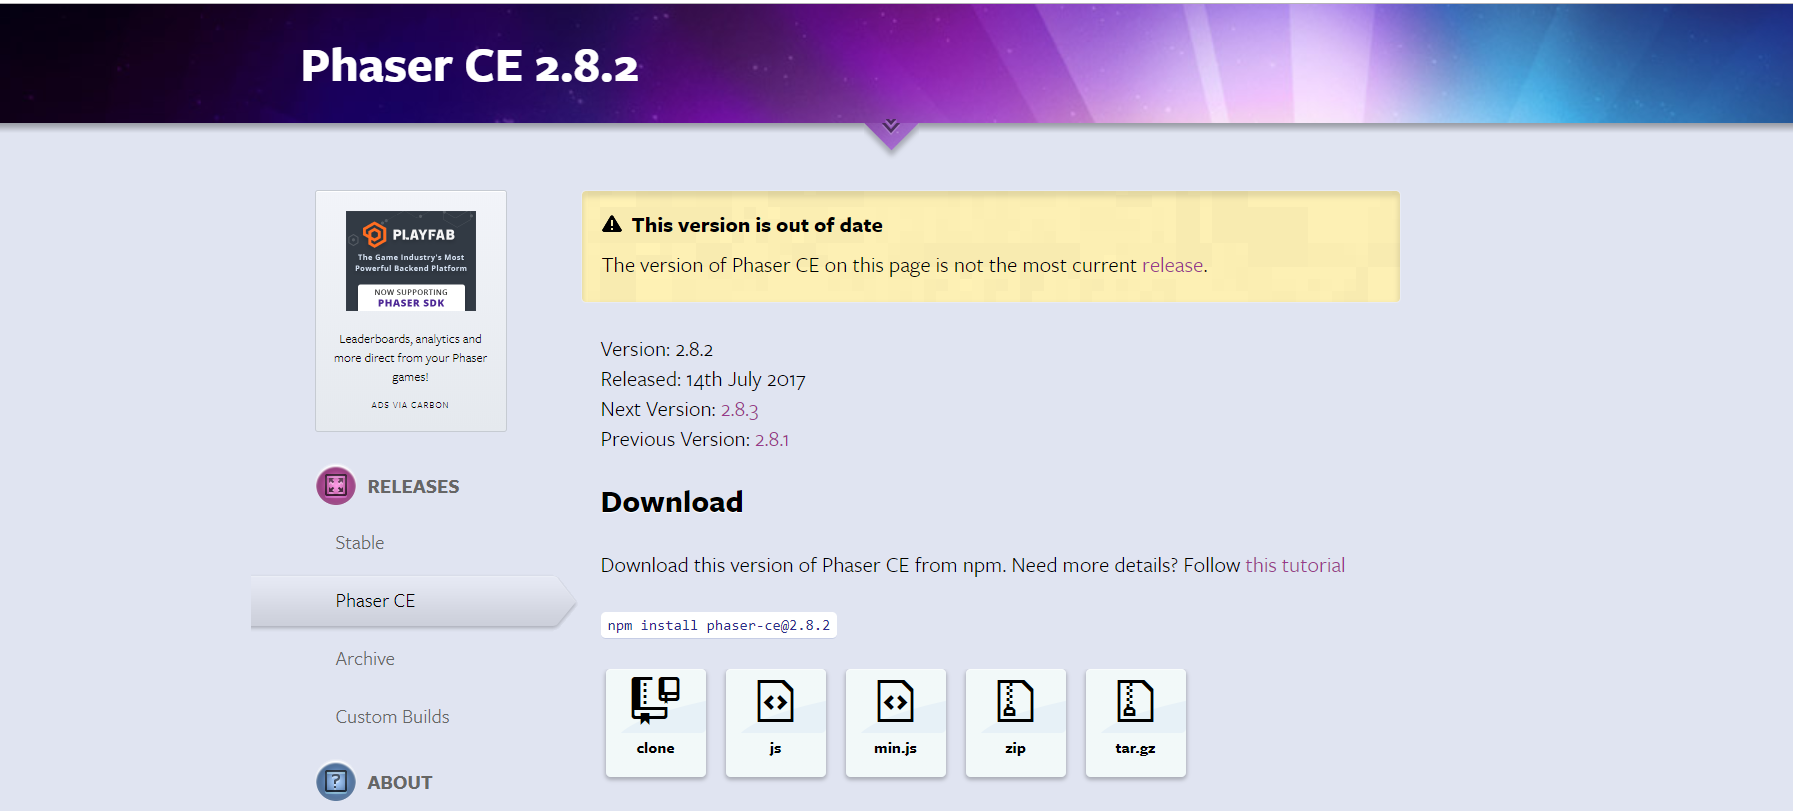 Phaser CE 2.8.2
PLAYFAB
The Game Industry's Most
Powerful Backend Platform
NOW SUPPORTING
PHASER SDK
Leaderboards, analytics and
more direct from your Phaser
games!
ADS VIA CARBON
RELEASES
Stable
Phaser CE
Archive
Custom Builds
ABOUT
This version is out of date
The version of Phaser CE on this page is not the most current release.
Version: 2.8.2
Released: 14th July 2017
Next Version: 2.8.3
Previous Version: 2.8.1
Download
Download this version of Phaser CE from npm. Need more details? Follow this tutorial
npm install phaser-ce@2.8.2
clone js min.js zip tar.gz